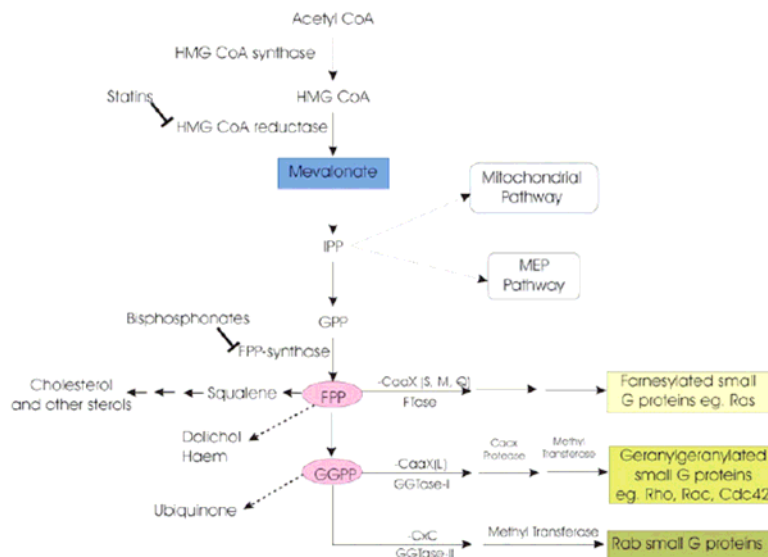 Acetyl CoA
HMG CoA synthase
Statins
HMG CoA
HMG CoA reductase
Mevalonate
Mitochondrial
Pathway
IPP
MEP
Pathway
Bisphosphonates
GPP
FPP-synthase
Cholesterol
and other sterols
Squalene
FPP
-CaaX (S, M, Q)
FTase
Farnesylated small
G proteins eg. Ras
Dolichol
Haem
GGPP
-CaaX(L)
GGTase-I
Caax
Protease
Methyl
Transferase
Geranylgeranylated
small G proteins
eg. Rho, Rac, Cdc42
Ubiquinone
-CxC
GGTase-II
Methyl Transferase
Rab small G proteins